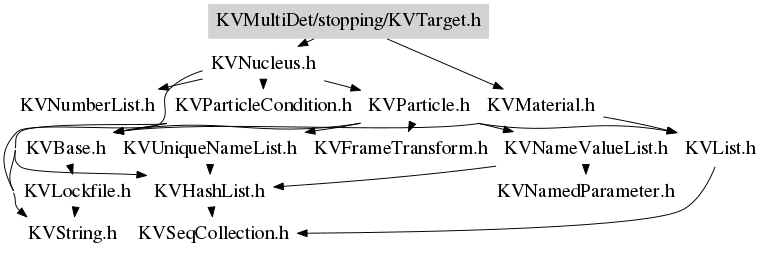 KVMultiDet/stopping/KVTarget.h
KVNucleus.h
KVNumberList.h KVParticleCondition.h KVParticle.h KVMaterial.h
KVBase.h KVUniqueNameList.h KVFrameTransform.h KVNameValueList.h KVList.h
KVLockfile.h KVHashList.h KVNamedParameter.h
KVString.h KVSeqCollection.h